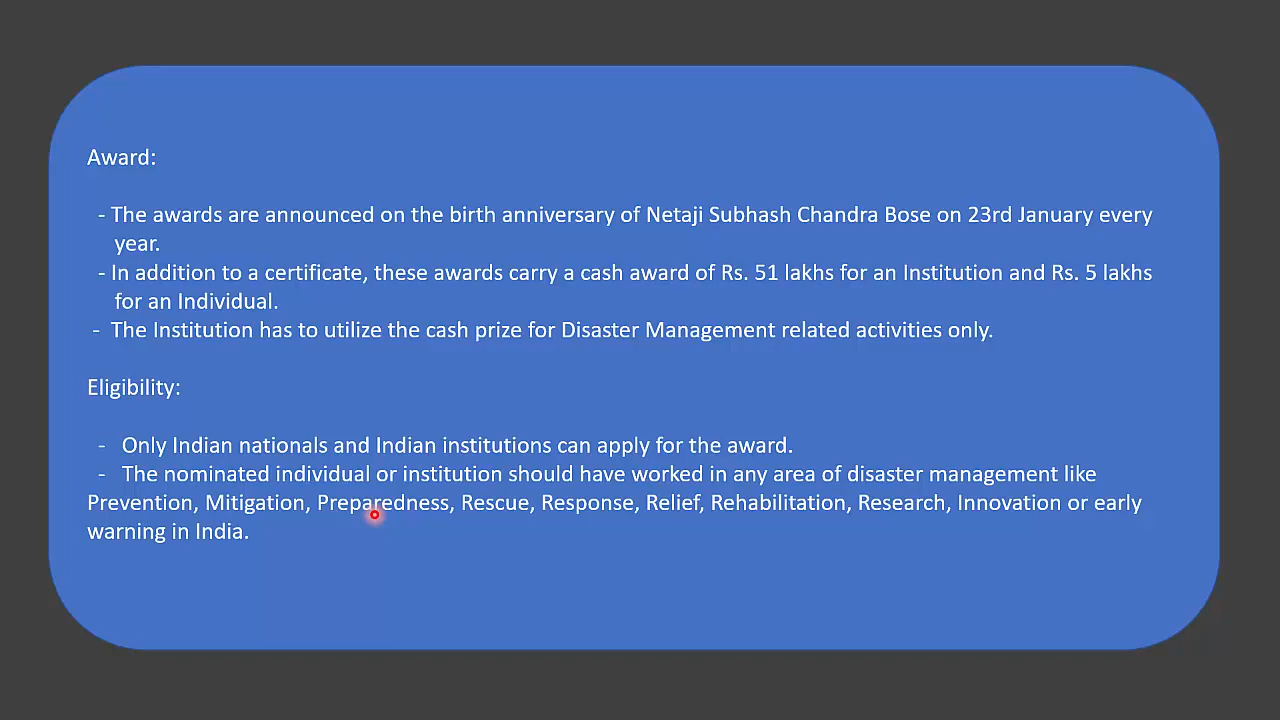 Award:
- The awards are announced on the birth anniversary of Netaji Subhash Chandra Bose on 23rd January every
year.
- In addition to a certificate, these awards carry a cash award of Rs. 51 lakhs for an Institution and Rs. 5 lakhs
for an Individual.
- The Institution has to utilize the cash prize for Disaster Management related activities only.
Eligibility:
- Only Indian nationals and Indian institutions can apply for the award.
- The nominated individual or institution should have worked in any area of disaster management like
Prevention, Mitigation, Preparedness, Rescue, Response, Relief, Rehabilitation, Research, Innovation or early
warning in India.